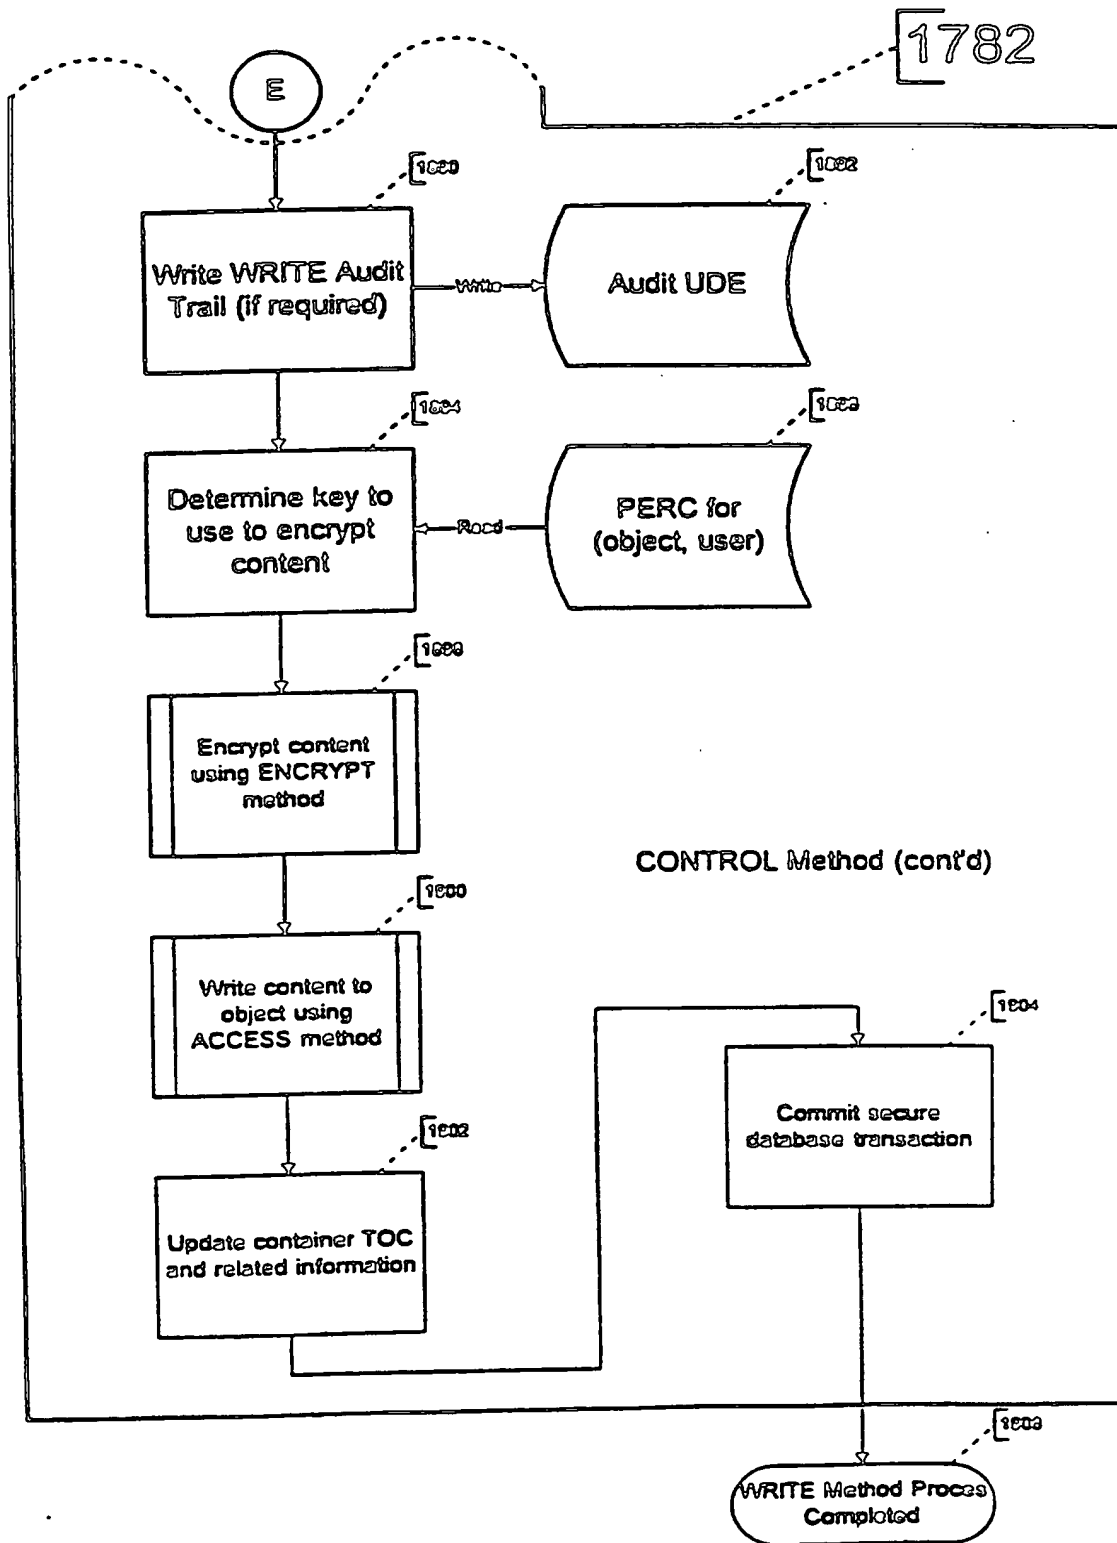 1782
E
Write WRITE Audit
Trail (if required)
Write
Audit UDE
Determine key to
use to encrypt
content
Read
PERC for
(object, user)
Encrypt content
using ENCRYPT
method
CONTROL Method (cont'd)
Write content to
object using
ACCESS method
Commit secure
database transaction
Update container TOC
and related information
WRITE Method Proces
Completed